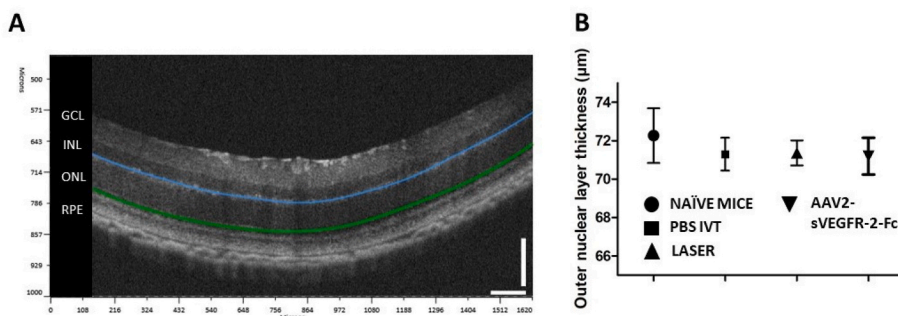 A
Microns
500
571
643
714
786
857
929
1000
GCL
INL
ONL
RPE
0 108 216 324 432 540 648 756 864 972 1080 1188 1296 1404 1512 1620
B
Outer nuclear layer thickness (µm)
74
72
70
68
66
NAÏVE MICE
PBS IVT
LASER
AAV2-
sVEGFR-2-Fc